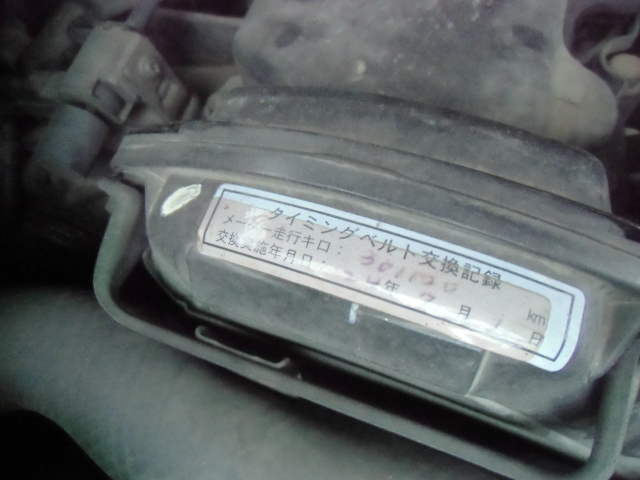 タイミングベルト交換記録
メーター走行キロ: 301120 km
交換実施年月日: 年 月 日